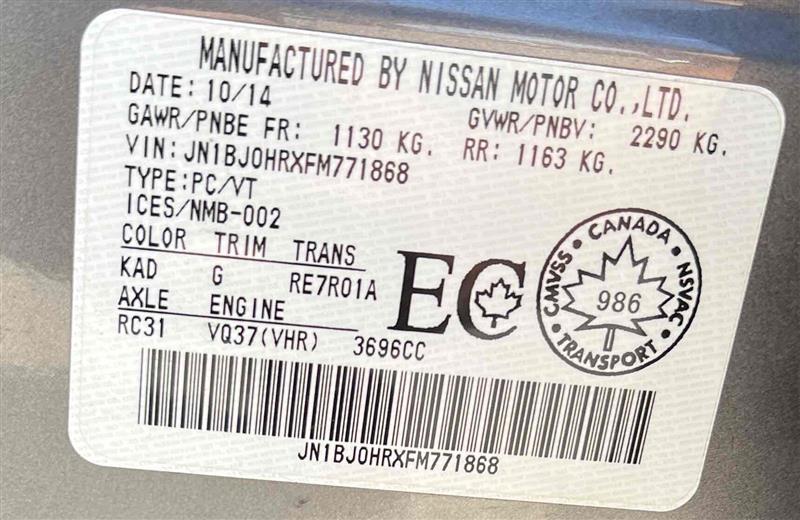 MANUFACTURED BY NISSAN MOTOR CO.,LTD.
DATE: 10/14 GVWR/PNBV: 2290 KG.
GAWR/PNBE FR: 1130 KG. RR: 1163 KG.
VIN: JN1BJ0HRXFM771868
TYPE:PC/VT
ICES/NMB-002
COLOR TRIM TRANS
KAD G RE7R01A
AXLE ENGINE
RC31 VQ37(VHR) 3696CC
EC
CANADA • NSVAC • TRANSPORT • CMVSS •
986
JN1BJ0HRXFM771868